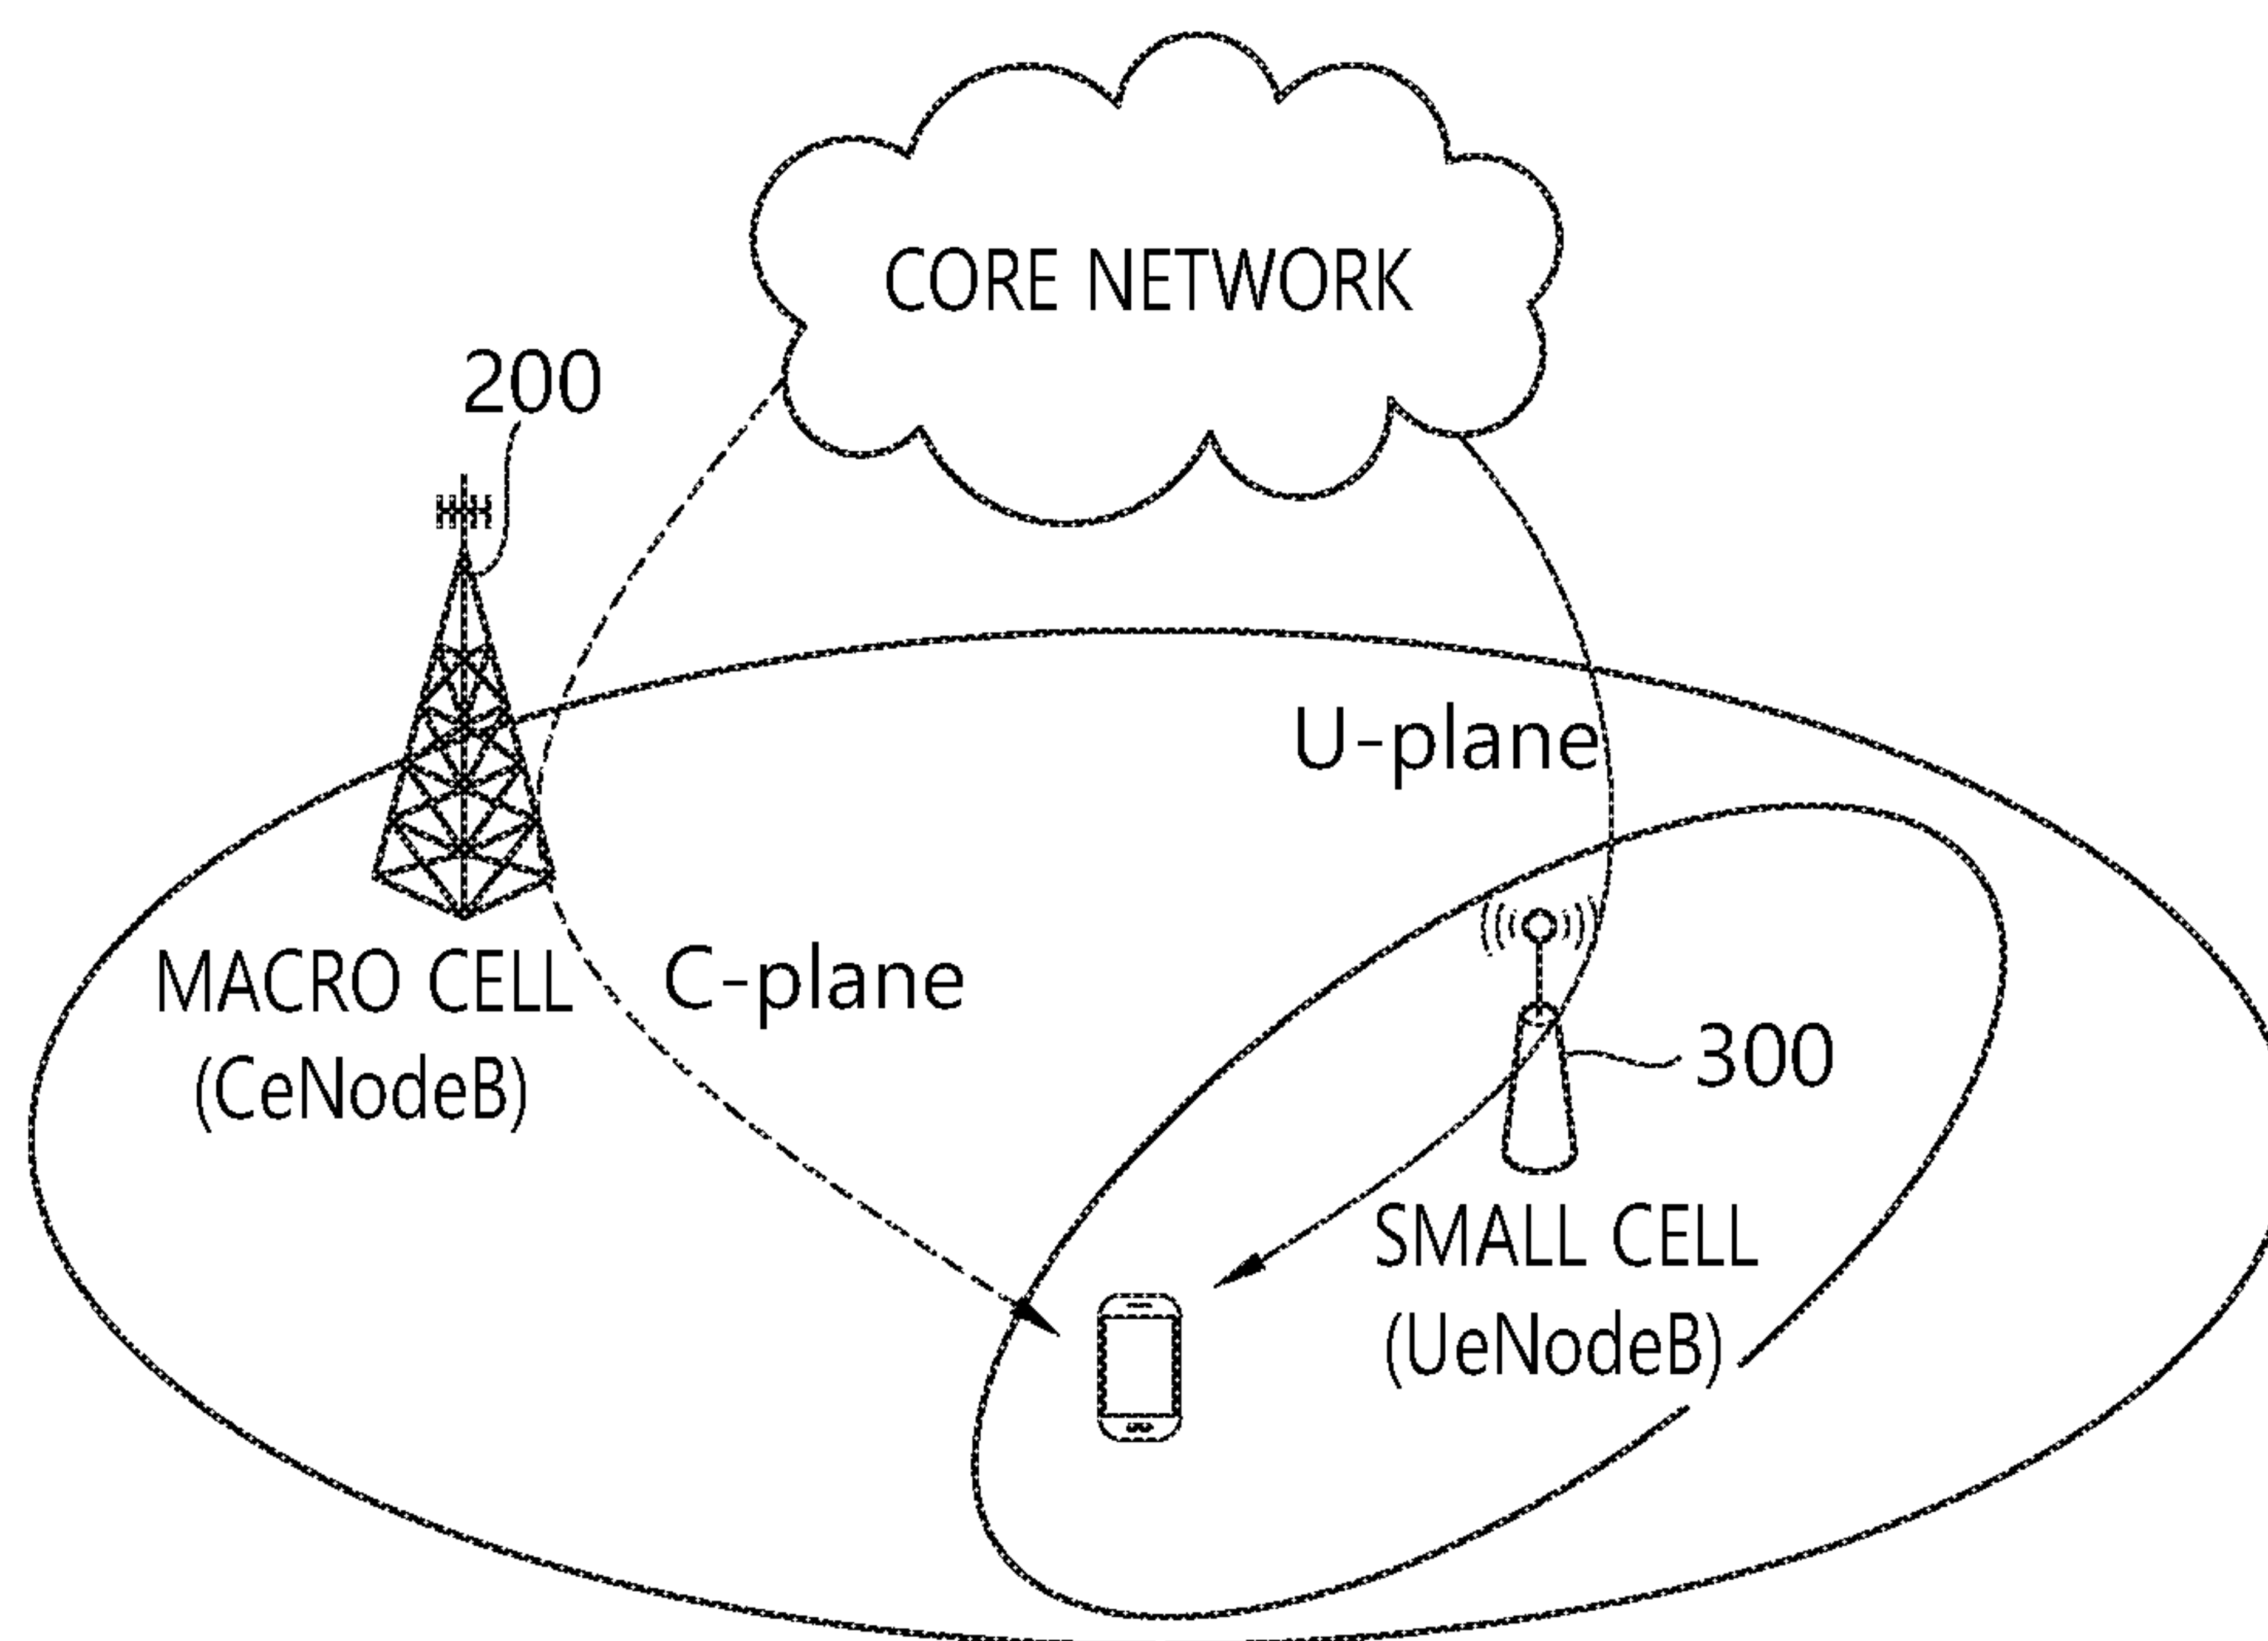 CORE NETWORK
200
U-plane
MACRO CELL
(CeNodeB)
C-plane
300
SMALL CELL
(UeNodeB)